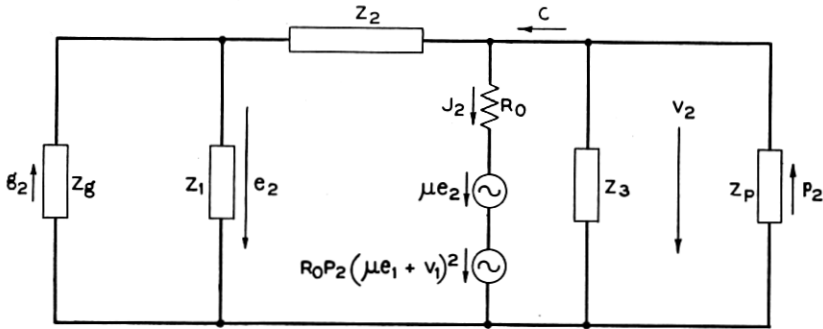 Z₂
C
J₂
R₀
V₂
g₂
Zg
Z₁
e₂
μe₂
Z₃
Zp
p₂
R₀P₂(μe₁ + v₁)²